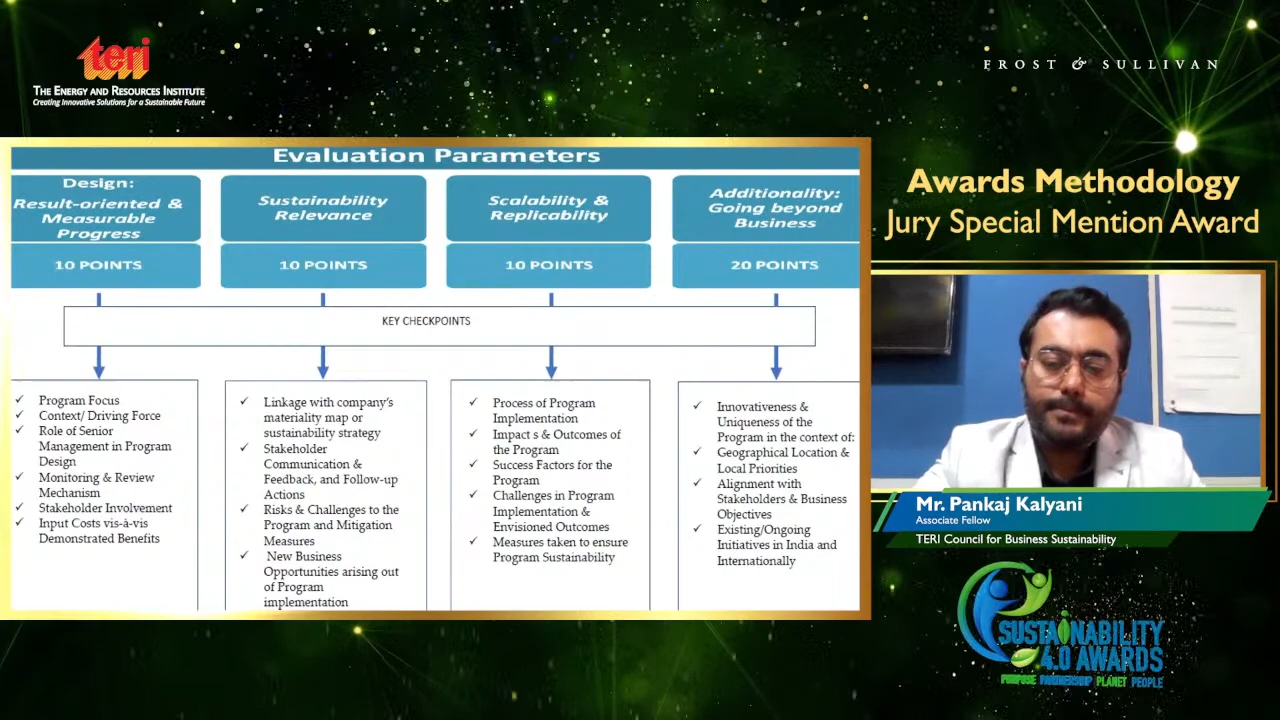 teri
THE ENERGY AND RESOURCES INSTITUTE
Creating Innovative Solutions for a Sustainable Future
FROST & SULLIVAN
Evaluation Parameters
Design:
Result-oriented &
Measurable
Progress
10 POINTS
Sustainability
Relevance
10 POINTS
Scalability &
Replicability
10 POINTS
Additionality:
Going beyond
Business
20 POINTS
KEY CHECKPOINTS
✓ Program Focus
✓ Context/ Driving Force
✓ Role of Senior
Management in Program
Design
✓ Monitoring & Review
Mechanism
✓ Stakeholder Involvement
✓ Input Costs vis-à-vis
Demonstrated Benefits
✓ Linkage with company's
materiality map or
sustainability strategy
✓ Stakeholder
Communication &
Feedback, and Follow-up
Actions
✓ Risks & Challenges to the
Program and Mitigation
Measures
✓ New Business
Opportunities arising out
of Program
implementation
✓ Process of Program
Implementation
✓ Impact s & Outcomes of
the Program
✓ Success Factors for the
Program
✓ Challenges in Program
Implementation &
Envisioned Outcomes
✓ Measures taken to ensure
Program Sustainability
✓ Innovativeness &
Uniqueness of the
Program in the context of:
✓ Geographical Location &
Local Priorities
✓ Alignment with
Stakeholders & Business
Objectives
✓ Existing/Ongoing
Initiatives in India and
Internationally
Awards Methodology
Jury Special Mention Award
Mr. Pankaj Kalyani
Associate Fellow
TERI Council for Business Sustainability
SUSTAINABILITY
4.0 AWARDS
PURPOSE PARTNERSHIP PLANET PEOPLE